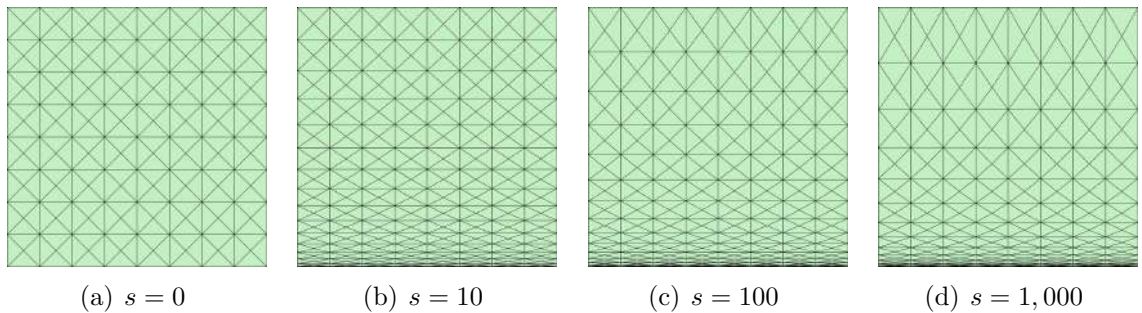 (a) s = 0
(b) s = 10
(c) s = 100
(d) s = 1, 000